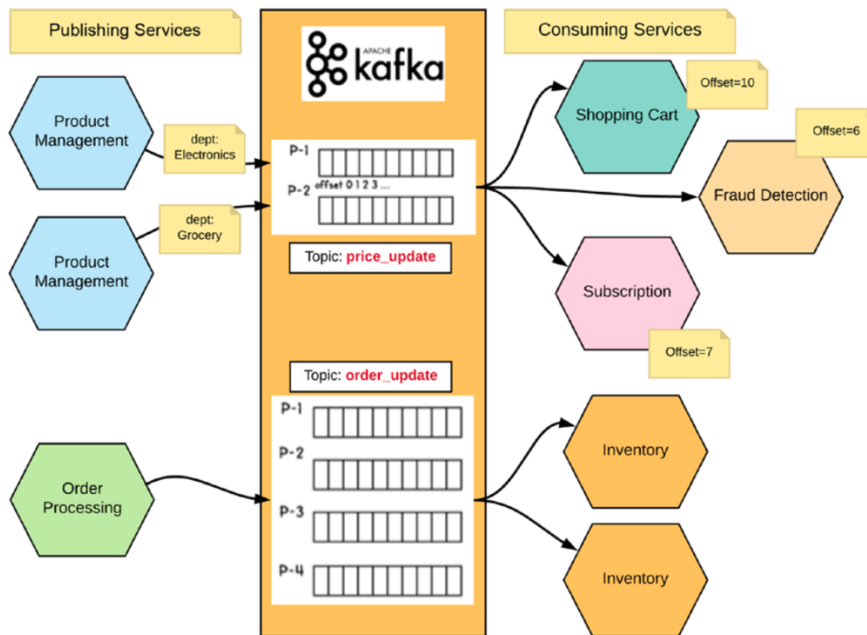 Publishing Services
Consuming Services
APACHE
kafka
Product
Management
dept:
Electronics
Product
Management
dept:
Grocery
P-1
offset 0 1 2 3 ...
P-2
Topic: price_update
Shopping Cart
Offset=10
Fraud Detection
Offset=6
Subscription
Offset=7
Order
Processing
Topic: order_update
P-1
P-2
P-3
P-4
Inventory
Inventory